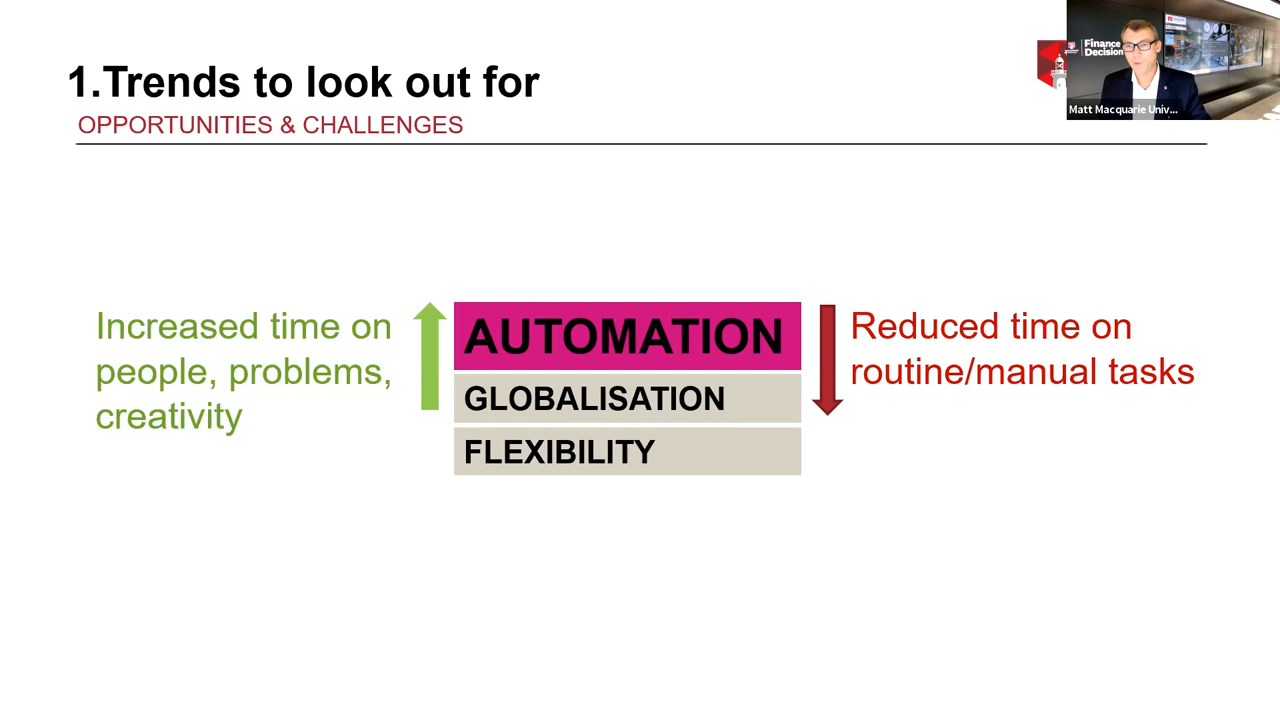 1.Trends to look out for
OPPORTUNITIES & CHALLENGES
Finance
Decision
Matt Macquarie Univ...
Increased time on
people, problems,
creativity
AUTOMATION
GLOBALISATION
FLEXIBILITY
Reduced time on
routine/manual tasks